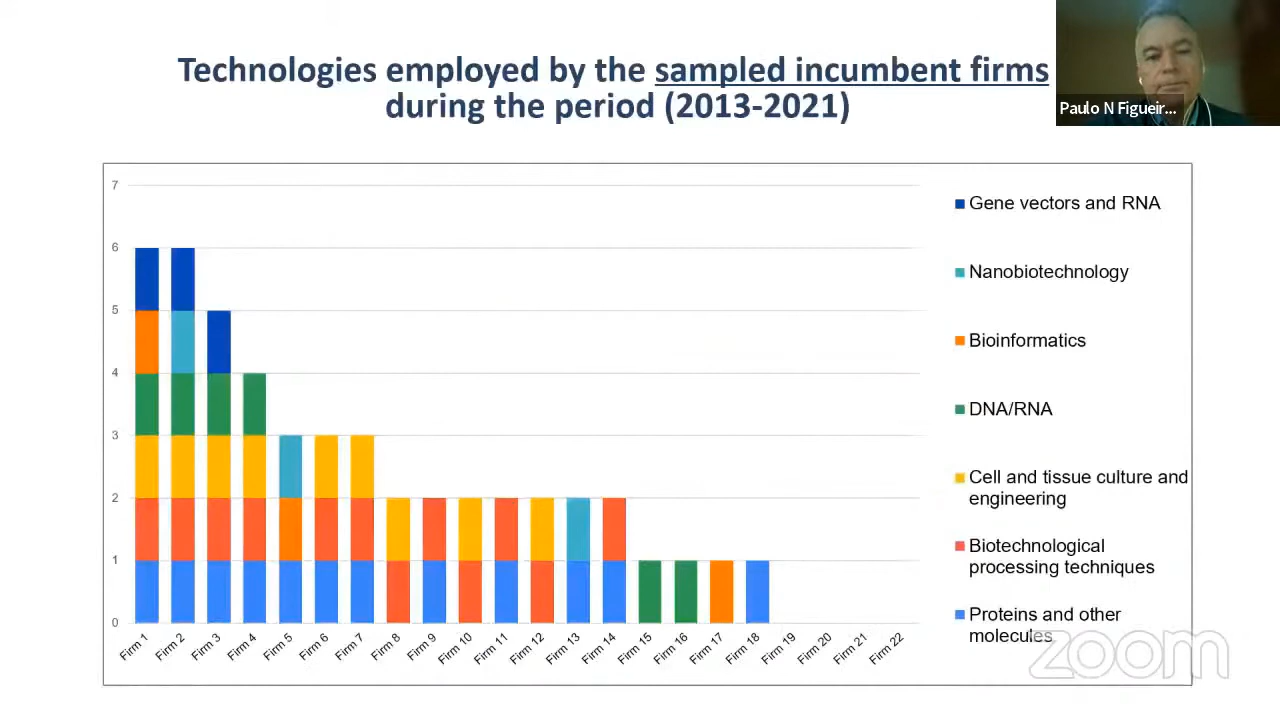 Technologies employed by the sampled incumbent firms
during the period (2013-2021)
Paulo N Figueir...
7
6
5
4
3
2
1
0
Firm 1
Firm 2
Firm 3
Firm 4
Firm 5
Firm 6
Firm 7
Firm 8
Firm 9
Firm 10
Firm 11
Firm 12
Firm 13
Firm 14
Firm 15
Firm 16
Firm 17
Firm 18
Firm 19
Firm 20
Firm 21
Firm 22
Gene vectors and RNA
Nanobiotechnology
Bioinformatics
DNA/RNA
Cell and tissue culture and
engineering
Biotechnological
processing techniques
Proteins and other
molecules
zoom